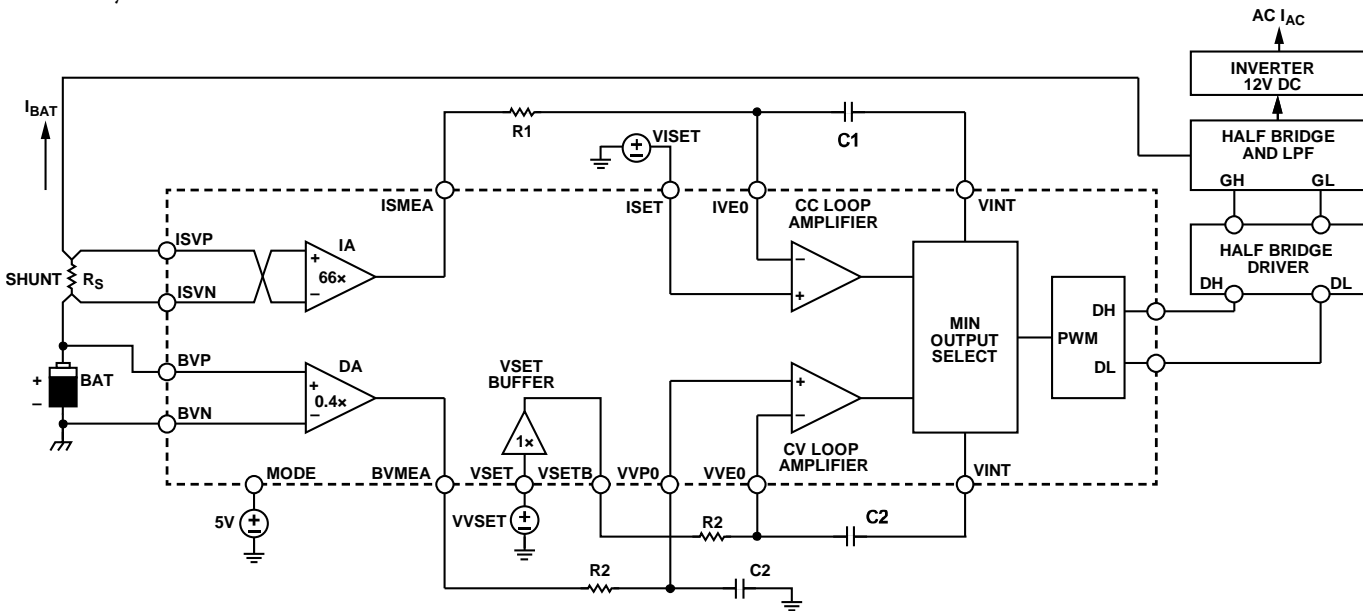 AC IAC
INVERTER
12V DC
HALF BRIDGE
AND LPF
GH GL
HALF BRIDGE
DRIVER
DH DL
IBAT
R1
C1
VISET
±
ISMEA
ISET
IVE0
CC LOOP
AMPLIFIER
VINT
ISVP
IA
+
66×
−
SHUNT RS
ISVN
−
+
MIN
OUTPUT
SELECT
PWM
DH
DL
BVP
DA
+
0.4×
−
+
−
BAT
BVN
VSET
BUFFER
1×
+
−
CV LOOP
AMPLIFIER
MODE
BVMEA
VSET
VSETB
VVP0
VVE0
VINT
5V
±
VVSET
±
R2
C2
R2
C2